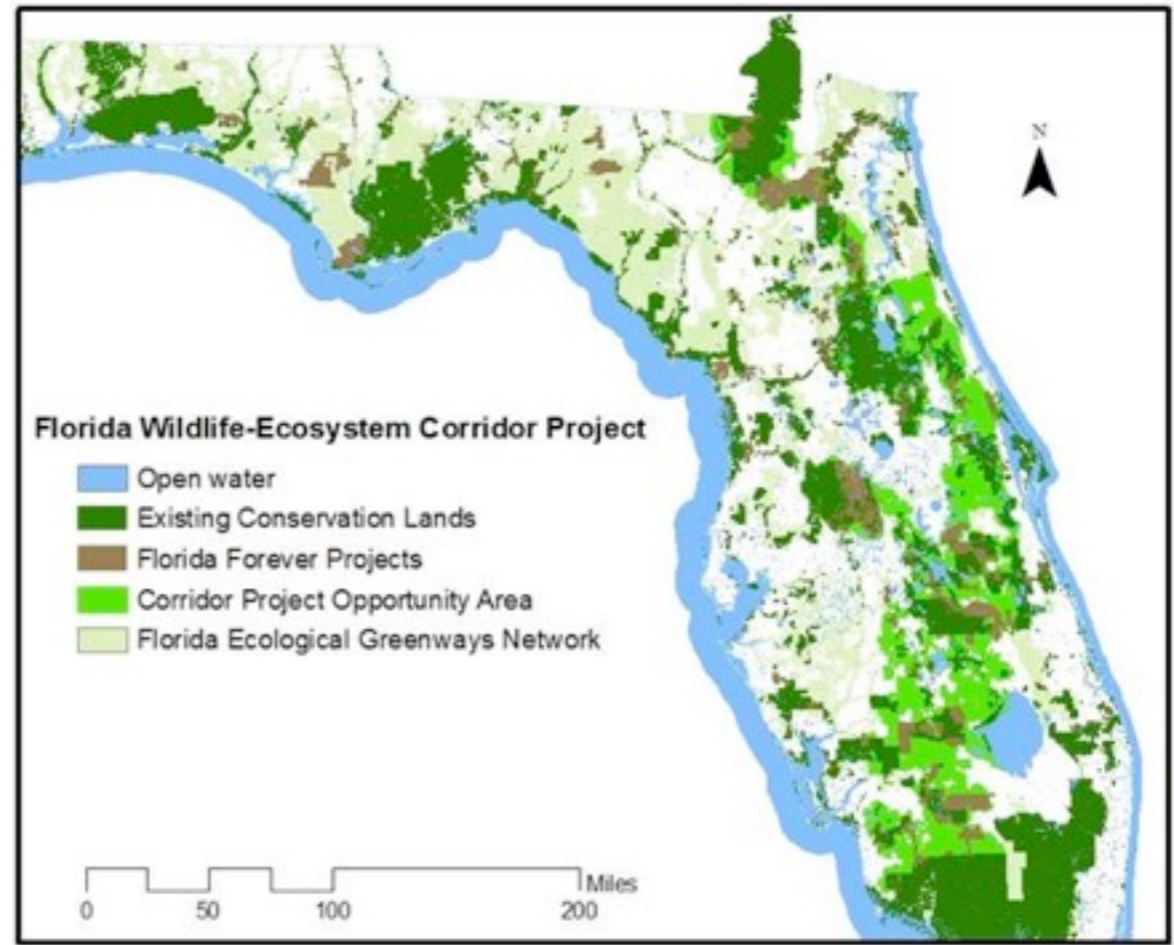 N
Florida Wildlife-Ecosystem Corridor Project
Open water
Existing Conservation Lands
Florida Forever Projects
Corridor Project Opportunity Area
Florida Ecological Greenways Network
Miles
0 50 100 200